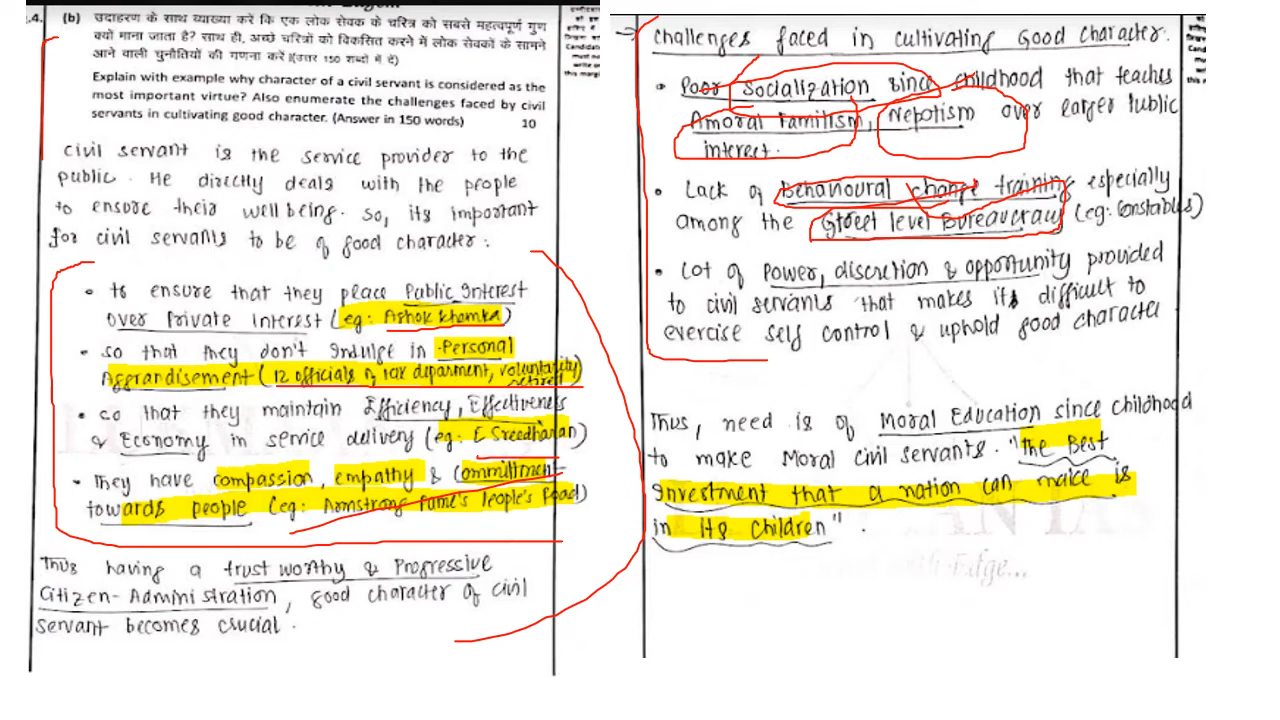 .4.
(b) उदाहरण के साथ व्याख्या करें कि एक लोक सेवक के चरित्र को सबसे महत्वपूर्ण गुण
क्यों माना जाता है? साथ ही, अच्छे चरित्रों को विकसित करने में लोक सेवकों के सामने
आने वाली चुनौतियों की गणना करें।(उत्तर 150 शब्दों में दें)
Explain with example why character of a civil servant is considered as the
most important virtue? Also enumerate the challenges faced by civil
servants in cultivating good character. (Answer in 150 words)
10
civil servant is the service provider to the
public. He directly deals with the people
to ensure their wellbeing. So, its important
for civil servants to be of good character:
• to ensure that they place Public Interest
over Private Interest (eg: Ashok Khemka)
• so that they don't Indulge in Personal
Aggrandisement (12 officials of tax department, voluntarily
retired)
• so that they maintain Efficiency, Effectiveness
& Economy in service delivery (eg: E Sreedharan)
• They have compassion, empathy & committment
towards people (eg: Armstrong Pame's People's Road)
Thus having a trust worthy & Progressive
Citizen-Administration, good character of civil
servant becomes crucial.
→ challenges faced in cultivating Good Character.
• Poor Socialization since childhood that teaches
Amoral Familism, Nepotism over larger Public
interest.
• Lack of Behavioural change training especially
among the Street level Bureaucracy (eg: Constables)
• Lot of Power, discretion & opportunity provided
to civil servants that makes its difficult to
exercise self control & uphold good character
Thus, need is of Moral Education since childhood
to make Moral civil servants. "The Best
Investment that a nation can make is
in its children".